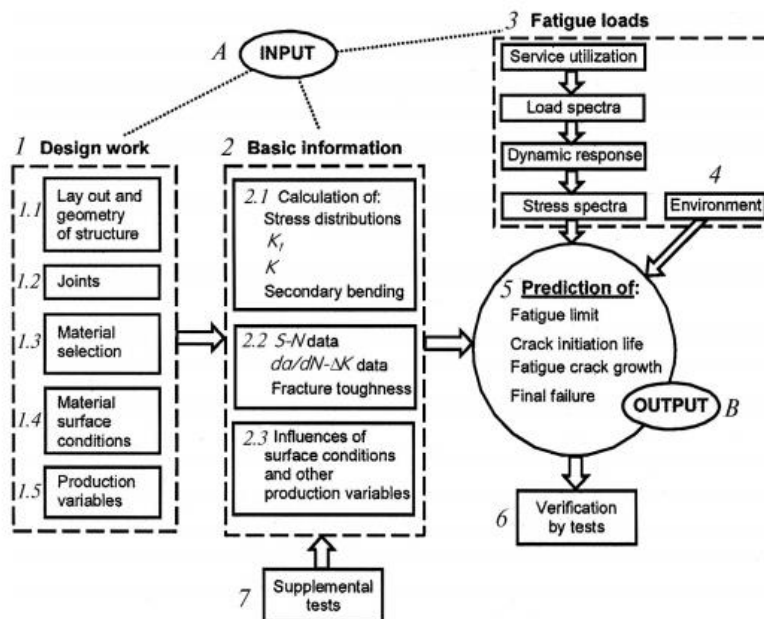 A INPUT
3 Fatigue loads
Service utilization
Load spectra
Dynamic response
Stress spectra
4
Environment
1 Design work
1.1 Lay out and
geometry
of structure
1.2 Joints
1.3 Material
selection
1.4 Material
surface
conditions
1.5 Production
variables
2 Basic information
2.1 Calculation of:
Stress distributions
Kt
K
Secondary bending
2.2 S-N data
da/dN-ΔK data
Fracture toughness
2.3 Influences of
surface conditions
and other
production variables
7 Supplemental
tests
5 Prediction of:
Fatigue limit
Crack initiation life
Fatigue crack growth
Final failure
OUTPUT B
6 Verification
by tests